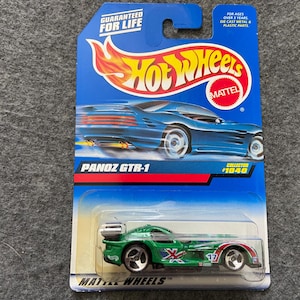 GUARANTEED
FOR LIFE
FOR AGES
OVER 3 YEARS.
DIE CAST METAL &
PLASTIC PARTS
Hot Wheels
MATTEL
®
PANOZ GTR-1
COLLECTOR
#1040
MATTEL WHEELS